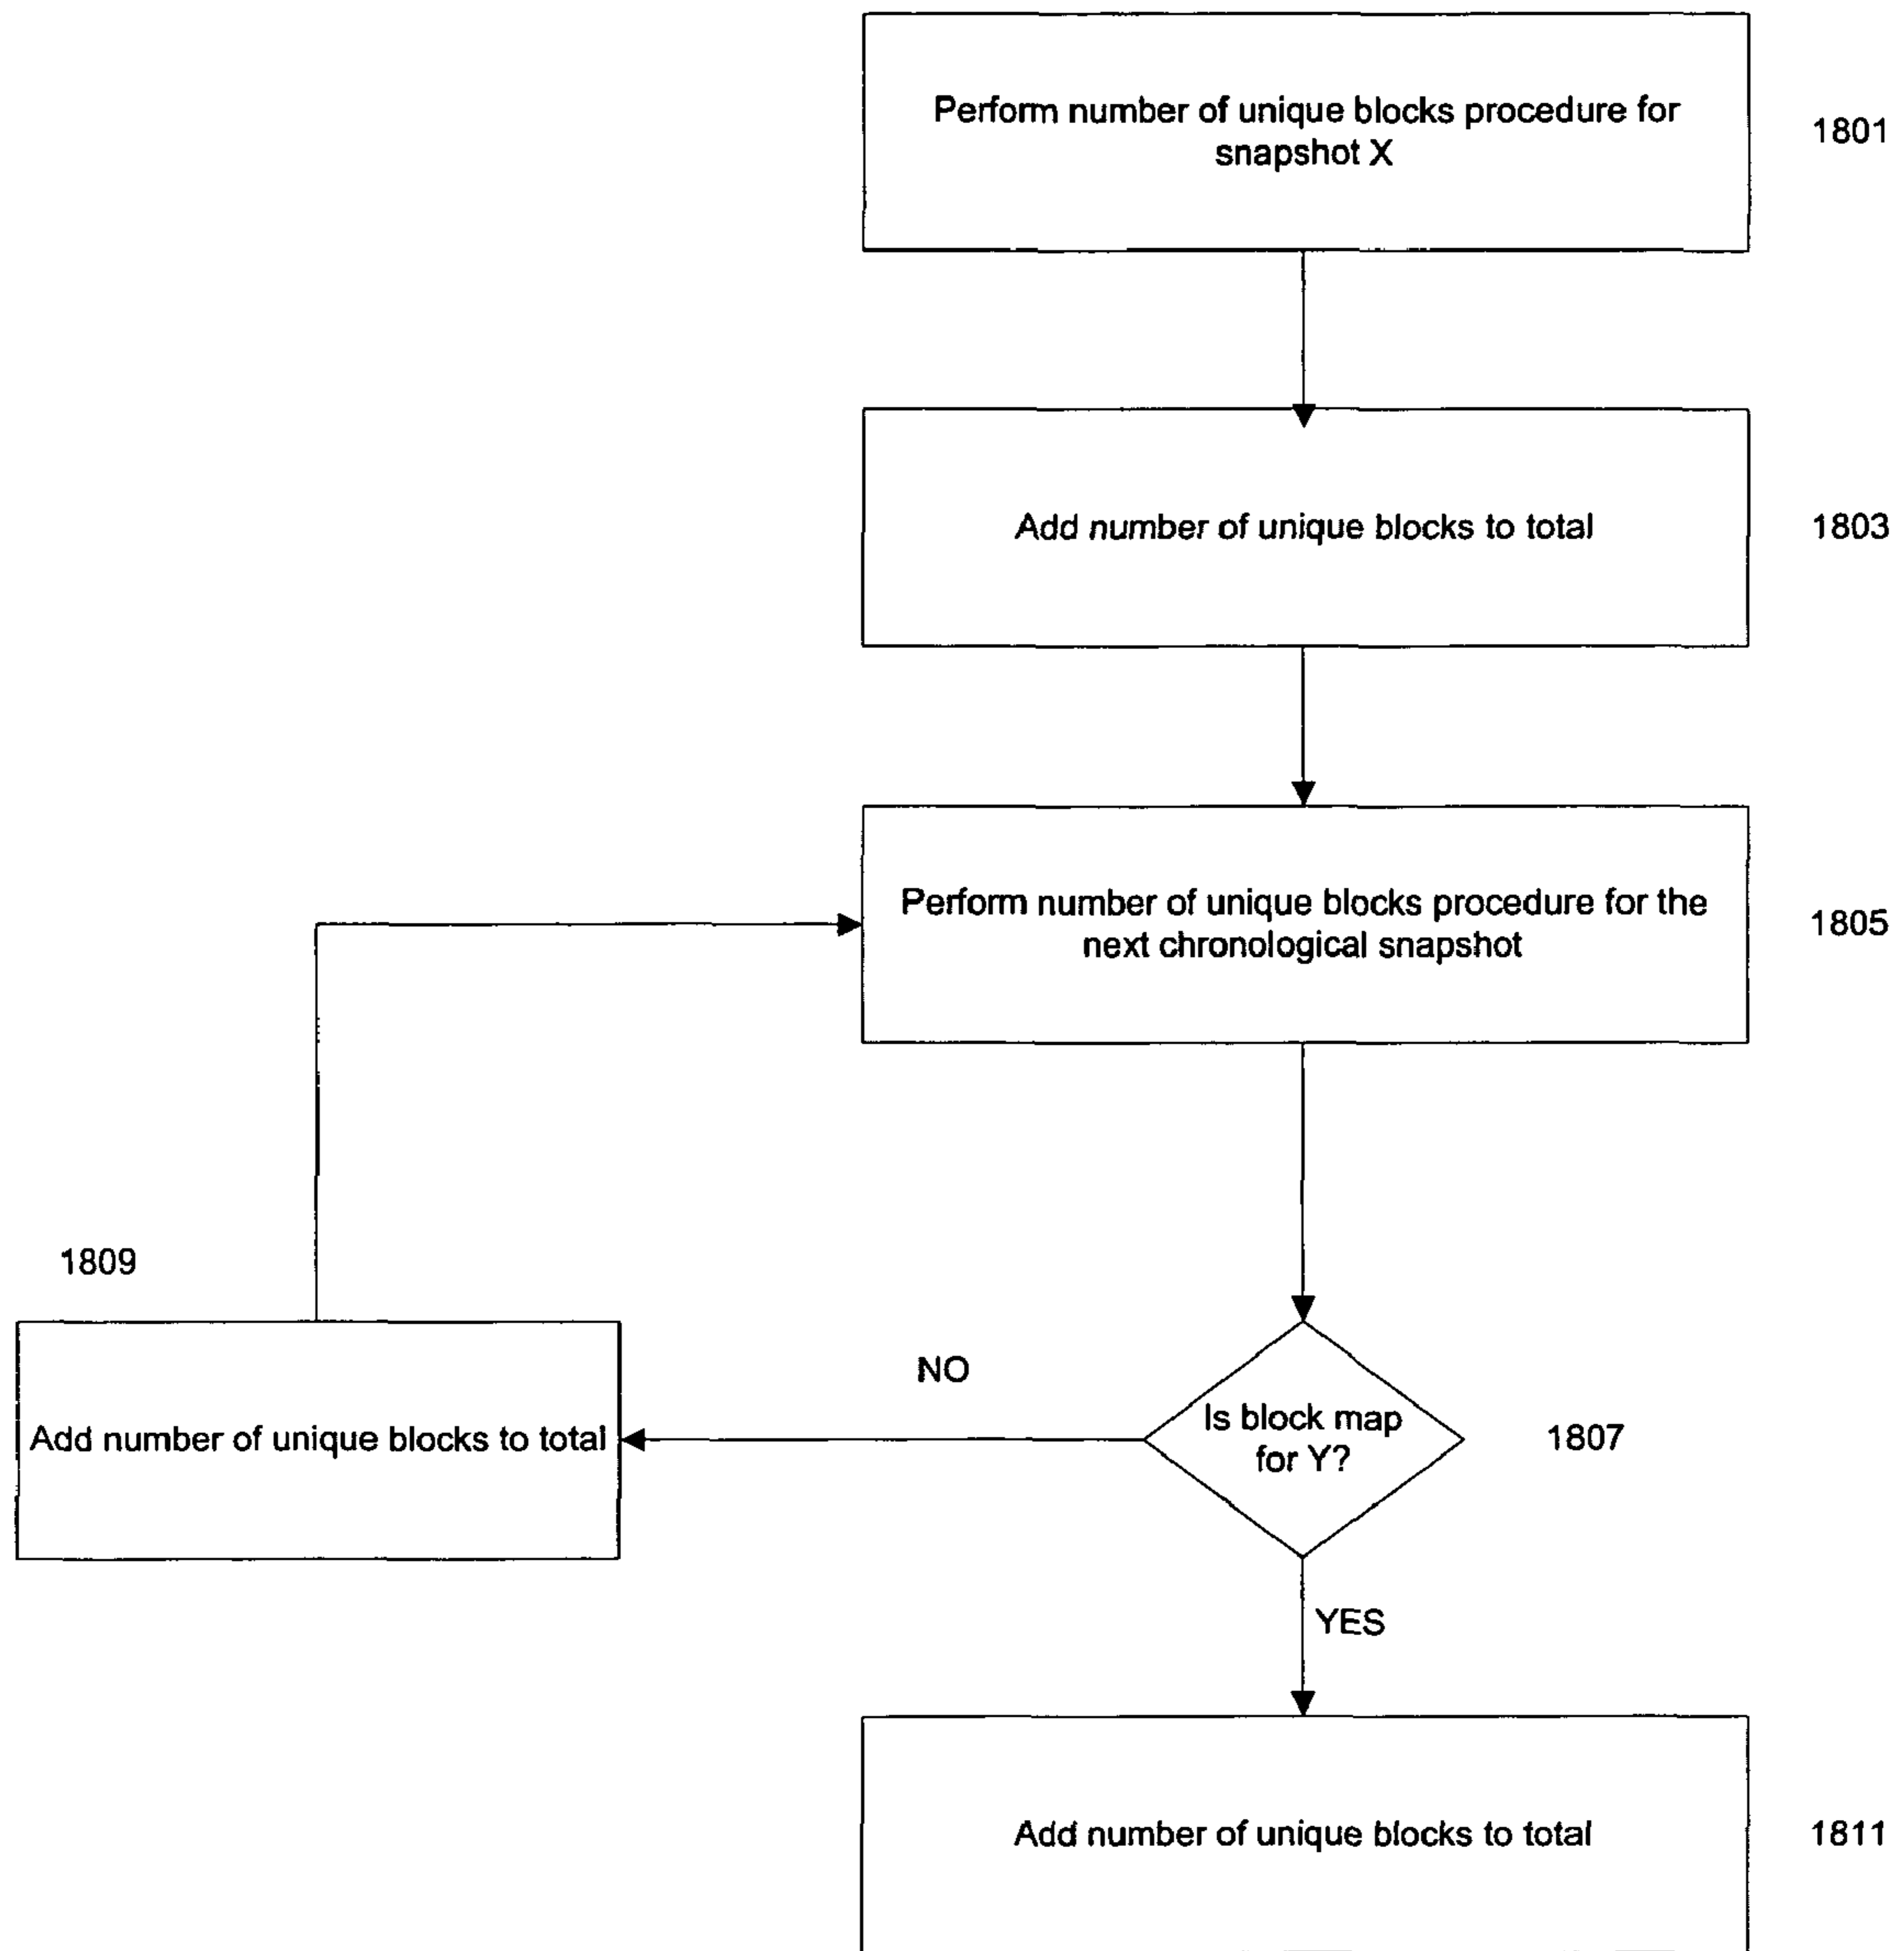 Perform number of unique blocks procedure for
snapshot X
1801
Add number of unique blocks to total
1803
Perform number of unique blocks procedure for the
next chronological snapshot
1805
1809
Add number of unique blocks to total
NO
Is block map
for Y?
1807
YES
Add number of unique blocks to total
1811